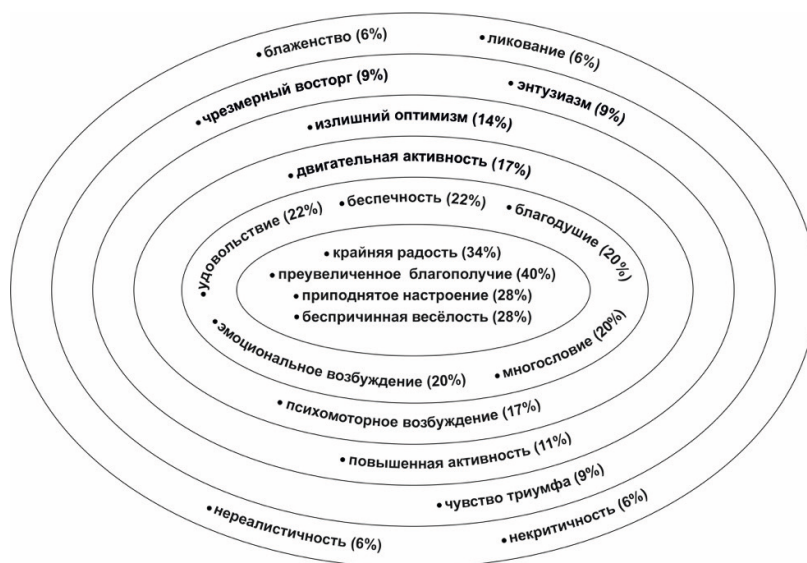 • блаженство (6%)
• ликование (6%)
• чрезмерный восторг (9%)
• энтузиазм (9%)
• излишний оптимизм (14%)
• двигательная активность (17%)
• удовольствие (22%)
• беспечность (22%)
• благодушие (20%)
• крайняя радость (34%)
• преувеличенное благополучие (40%)
• приподнятое настроение (28%)
• беспричинная весёлость (28%)
• эмоциональное возбуждение (20%)
• многословие (20%)
• психомоторное возбуждение (17%)
• повышенная активность (11%)
• чувство триумфа (9%)
• нереалистичность (6%)
• некритичность (6%)